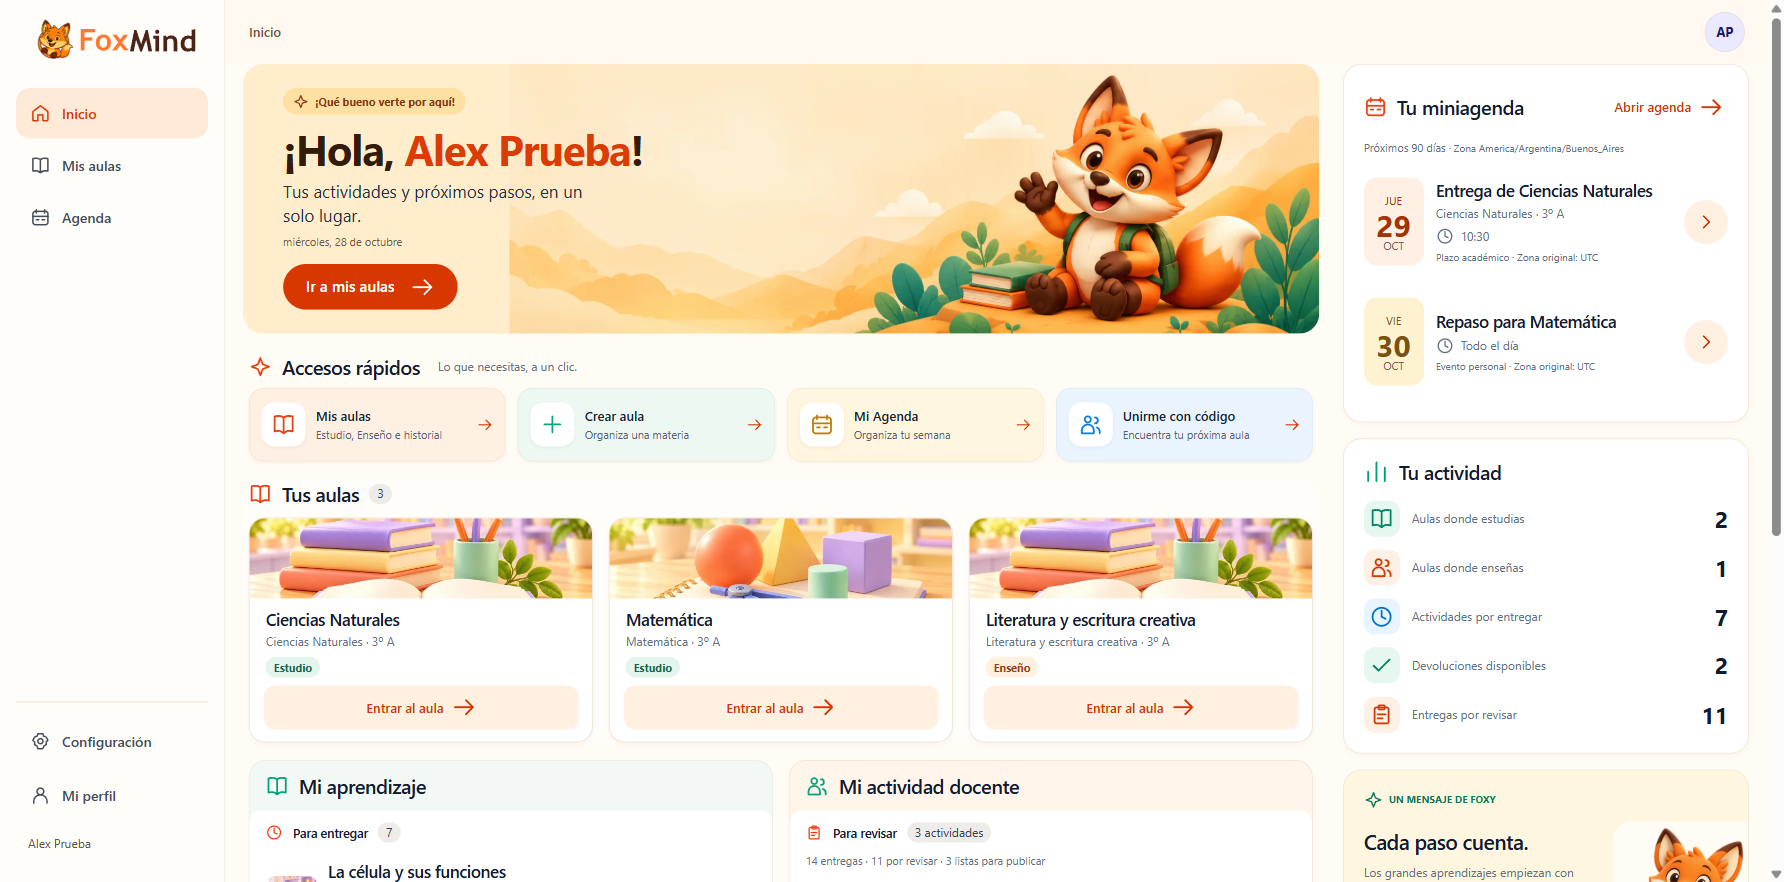 FoxMind
Inicio
Mis aulas
Agenda
Configuración
Mi perfil
Alex Prueba
Inicio
AP
¡Qué bueno verte por aquí!
¡Hola, Alex Prueba!
Tus actividades y próximos pasos, en un
solo lugar.
miércoles, 28 de octubre
Ir a mis aulas
Accesos rápidos
Lo que necesitas, a un clic.
Mis aulas
Estudio, Enseño e historial
Crear aula
Organiza una materia
Mi Agenda
Organiza tu semana
Unirme con código
Encuentra tu próxima aula
Tus aulas 3
Ciencias Naturales
Ciencias Naturales · 3º A
Estudio
Entrar al aula
Matemática
Matemática · 3º A
Estudio
Entrar al aula
Literatura y escritura creativa
Literatura y escritura creativa · 3º A
Enseño
Entrar al aula
Mi aprendizaje
Para entregar 7
La célula y sus funciones
Mi actividad docente
Para revisar 3 actividades
14 entregas · 11 por revisar · 3 listas para publicar
Tu miniagenda
Abrir agenda
Próximos 90 días · Zona America/Argentina/Buenos_Aires
JUE
29
OCT
Entrega de Ciencias Naturales
Ciencias Naturales · 3º A
10:30
Plazo académico · Zona original: UTC
VIE
30
OCT
Repaso para Matemática
Todo el día
Evento personal · Zona original: UTC
Tu actividad
Aulas donde estudias 2
Aulas donde enseñas 1
Actividades por entregar 7
Devoluciones disponibles 2
Entregas por revisar 11
UN MENSAJE DE FOXY
Cada paso cuenta.
Los grandes aprendizajes empiezan con